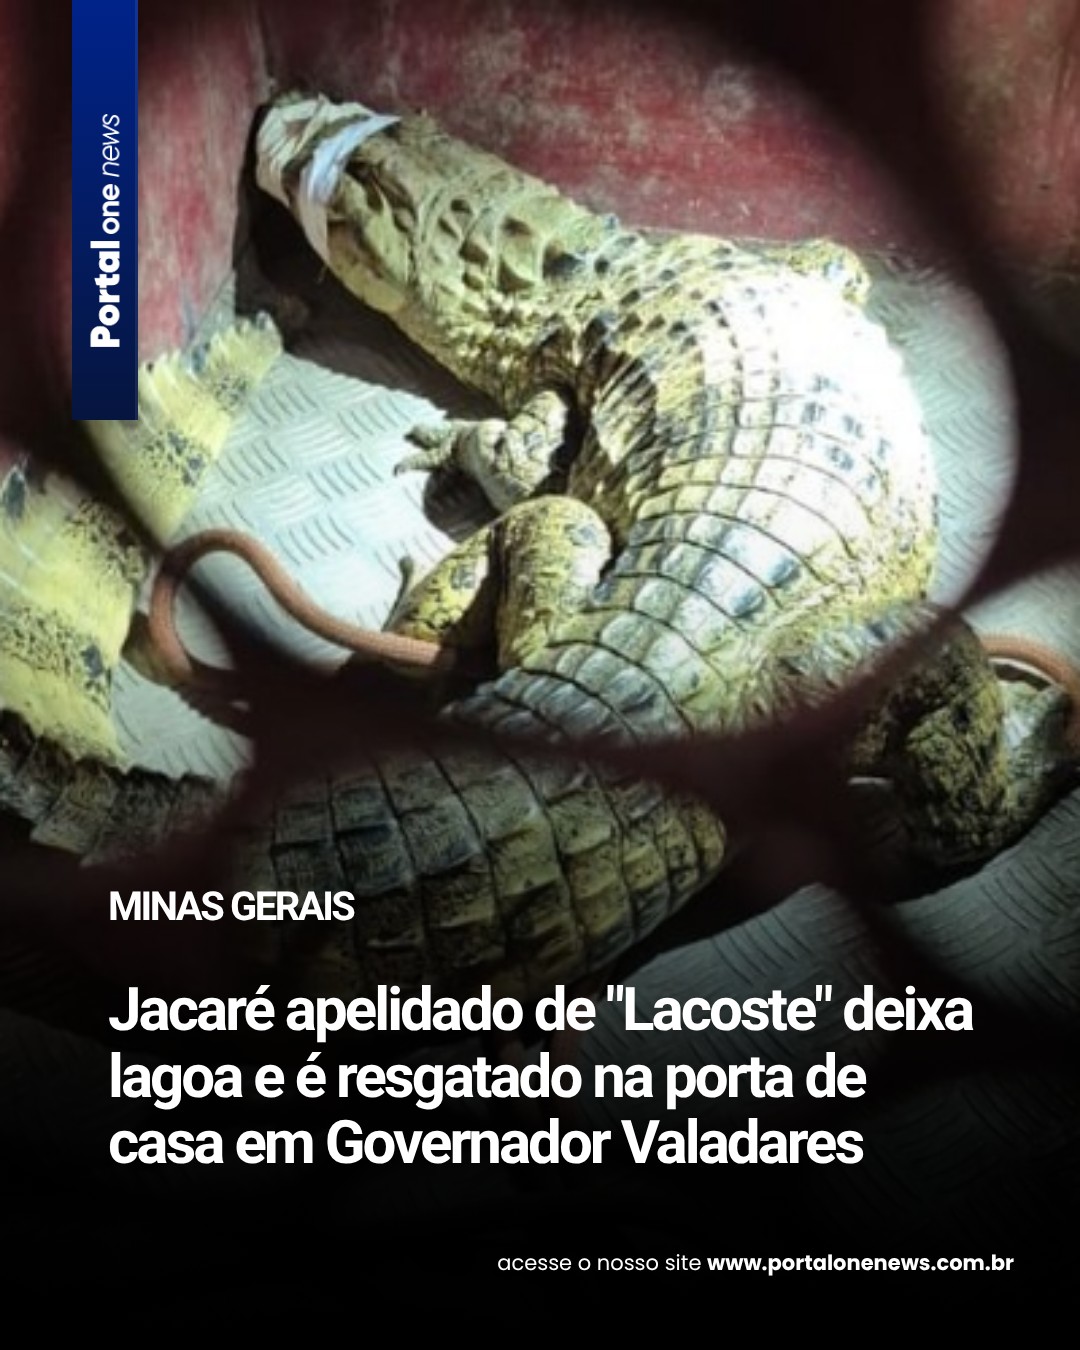 Portal one news
MINAS GERAIS
Jacaré apelidado de "Lacoste" deixa
lagoa e é resgatado na porta de
casa em Governador Valadares
acesse o nosso site www.portalonenews.com.br